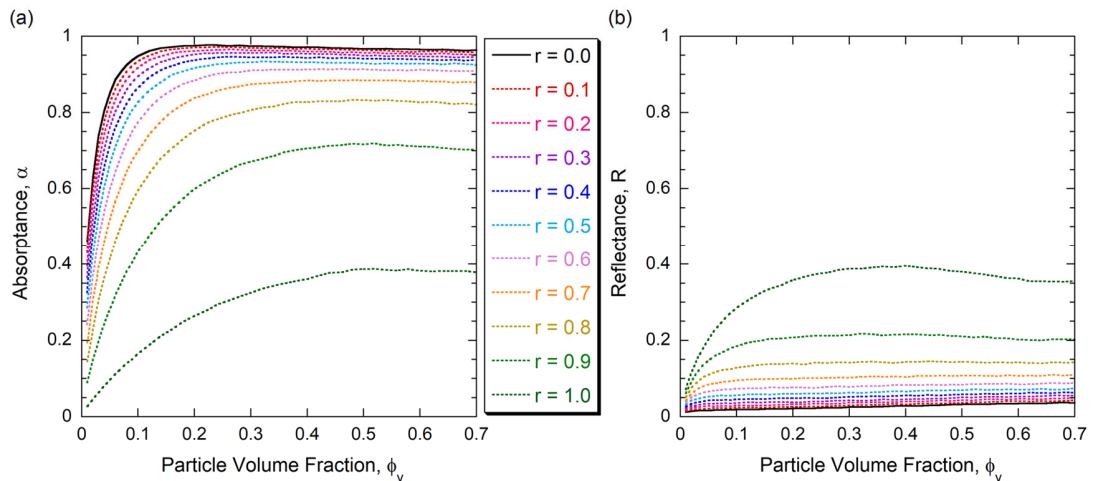 (a)
1
0.8
0.6
0.4
0.2
0
Absorptance, α
0 0.1 0.2 0.3 0.4 0.5 0.6 0.7
Particle Volume Fraction, ϕv
r = 0.0
r = 0.1
r = 0.2
r = 0.3
r = 0.4
r = 0.5
r = 0.6
r = 0.7
r = 0.8
r = 0.9
r = 1.0
(b)
1
0.8
0.6
0.4
0.2
0
Reflectance, R
0 0.1 0.2 0.3 0.4 0.5 0.6 0.7
Particle Volume Fraction, ϕv